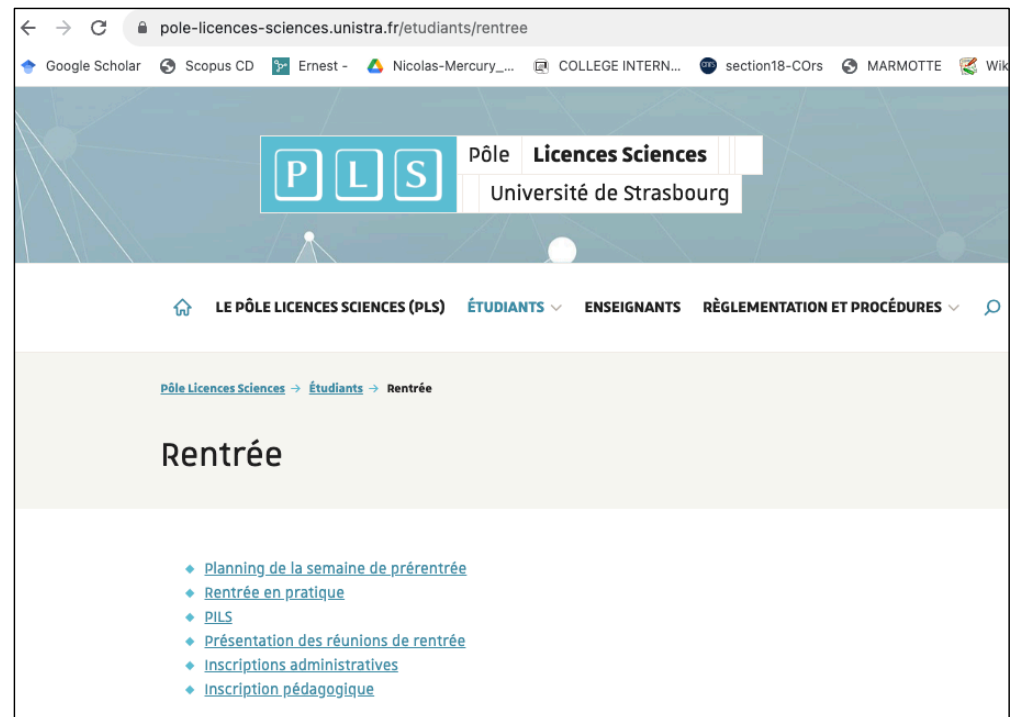 pole-licences-sciences.unistra.fr/etudiants/rentree
Google Scholar Scopus CD Ernest - Nicolas-Mercury_... COLLEGE INTERN... section18-COrs MARMOTTE Wik
P L S Pôle Licences Sciences
Université de Strasbourg
LE PÔLE LICENCES SCIENCES (PLS) ÉTUDIANTS ENSEIGNANTS RÈGLEMENTATION ET PROCÉDURES
Pôle Licences Sciences → Étudiants → Rentrée
Rentrée
Planning de la semaine de prérentrée
Rentrée en pratique
PILS
Présentation des réunions de rentrée
Inscriptions administratives
Inscription pédagogique